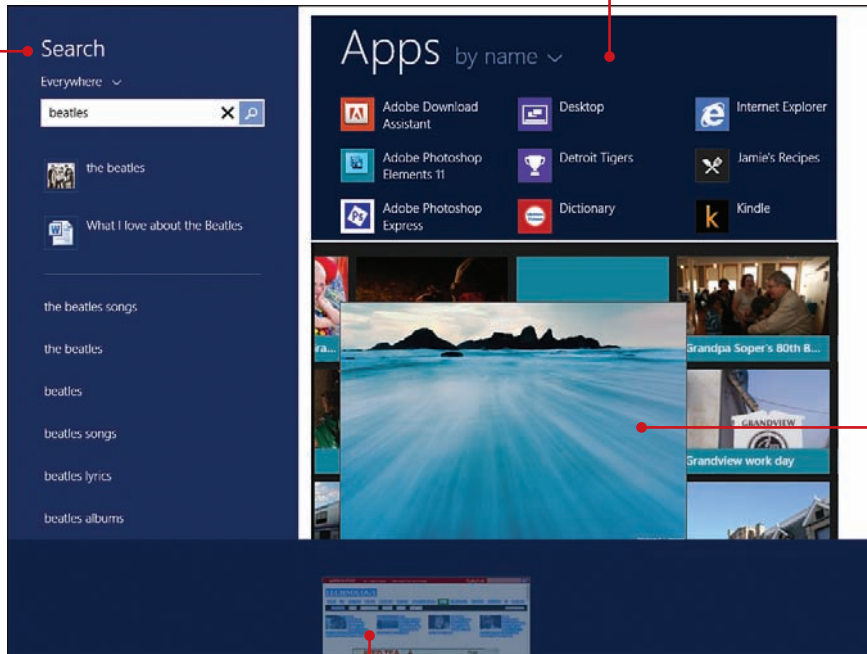 Search
Everywhere
beatles
the beatles
What I love about the Beatles
the beatles songs
the beatles
beatles
beatles songs
beatles lyrics
beatles albums
Apps by name
Adobe Download
Assistant
Adobe Photoshop
Elements 11
Adobe Photoshop
Express
Desktop
Detroit Tigers
Dictionary
Internet Explorer
Jamie's Recipes
Kindle
Grandpa Soper's 80th B...
GRANDVIEW
Grandview work day
TECHNOLOGY